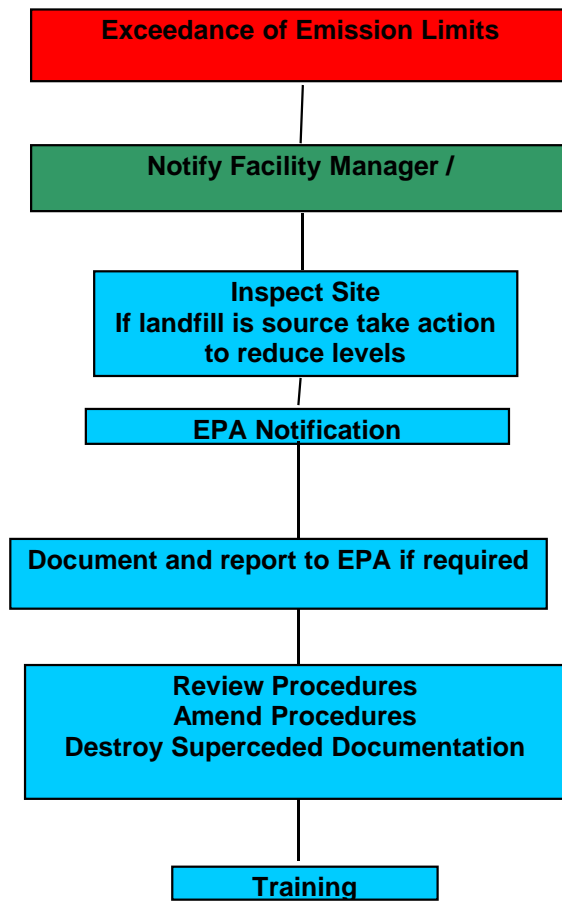 Exceedance of Emission Limits
Notify Facility Manager /
Inspect Site
If landfill is source take action
to reduce levels
EPA Notification
Document and report to EPA if required
Review Procedures
Amend Procedures
Destroy Superceded Documentation
Training